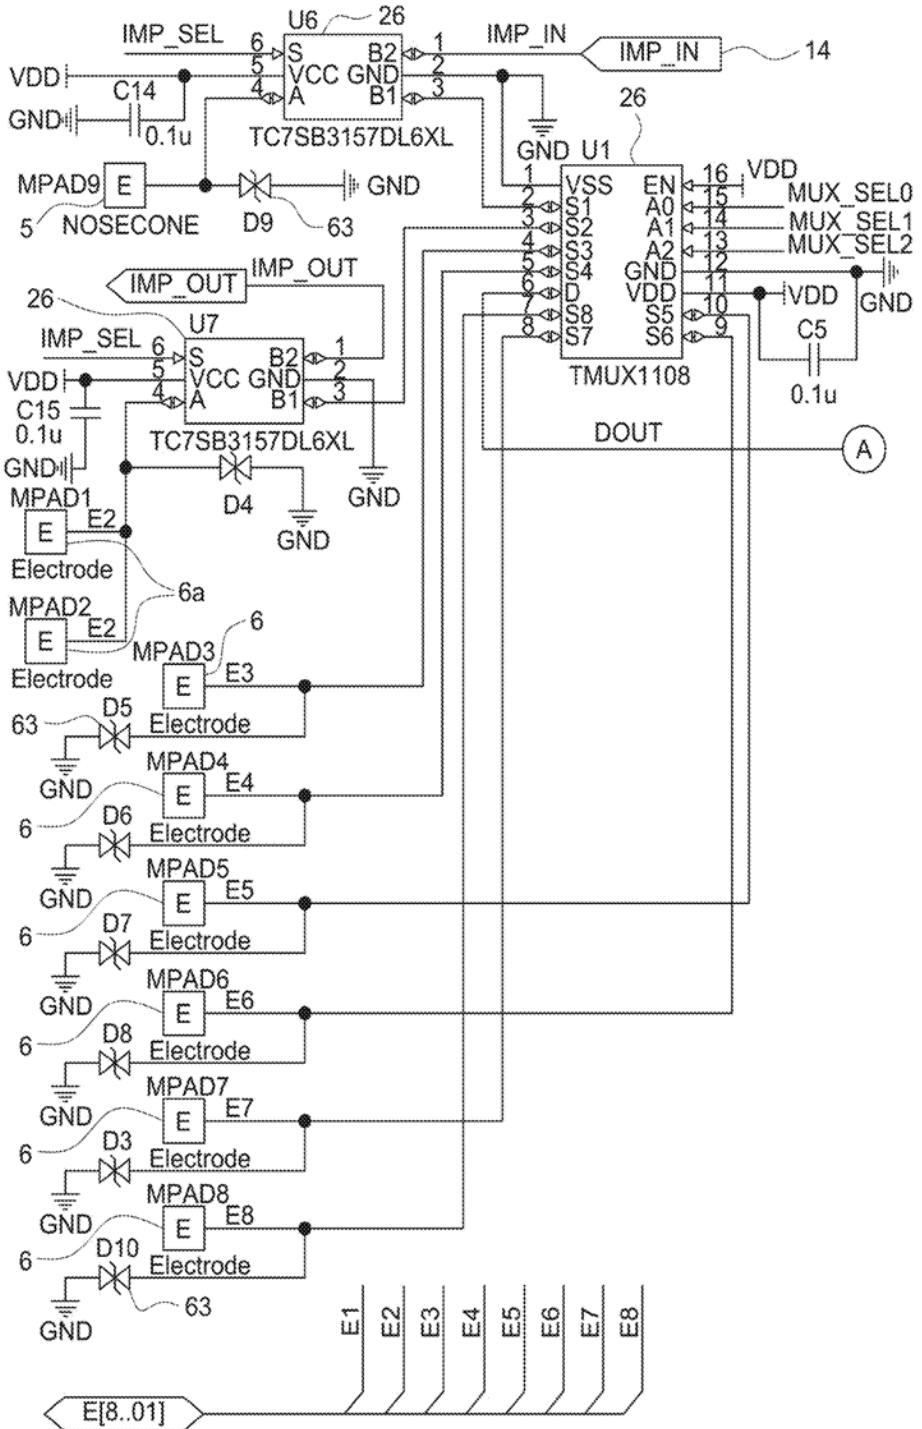 U6
26
IMP_SEL
6
S
B2
1
IMP_IN
IMP_IN
14
VDD
5
VCC
GND
2
4
A
B1
3
C14
GND
0.1u
TC7SB3157DL6XL
GND
26
U1
MPAD9
E
GND
5
NOSECONE
D9
63
1
VSS
EN
16
VDD
2
S1
A0
15
MUX_SEL0
3
S2
A1
14
MUX_SEL1
4
S3
A2
13
MUX_SEL2
5
S4
GND
12
GND
6
D
VDD
11
VDD
7
S8
S5
10
8
S7
S6
9
C5
0.1u
TMUX1108
IMP_OUT
IMP_OUT
26
U7
IMP_SEL
6
S
B2
1
VDD
5
VCC
GND
2
4
A
B1
3
C15
0.1u
TC7SB3157DL6XL
DOUT
A
GND
D4
GND
GND
MPAD1
E
E2
Electrode
6a
MPAD2
E
E2
Electrode
6
MPAD3
E
E3
Electrode
63
D5
GND
MPAD4
E
E4
6
D6
Electrode
GND
MPAD5
E
E5
6
D7
Electrode
GND
MPAD6
E
E6
6
D8
Electrode
GND
MPAD7
E
E7
6
D3
Electrode
GND
MPAD8
E
E8
6
D10
Electrode
63
GND
E1
E2
E3
E4
E5
E6
E7
E8
E[8..01]